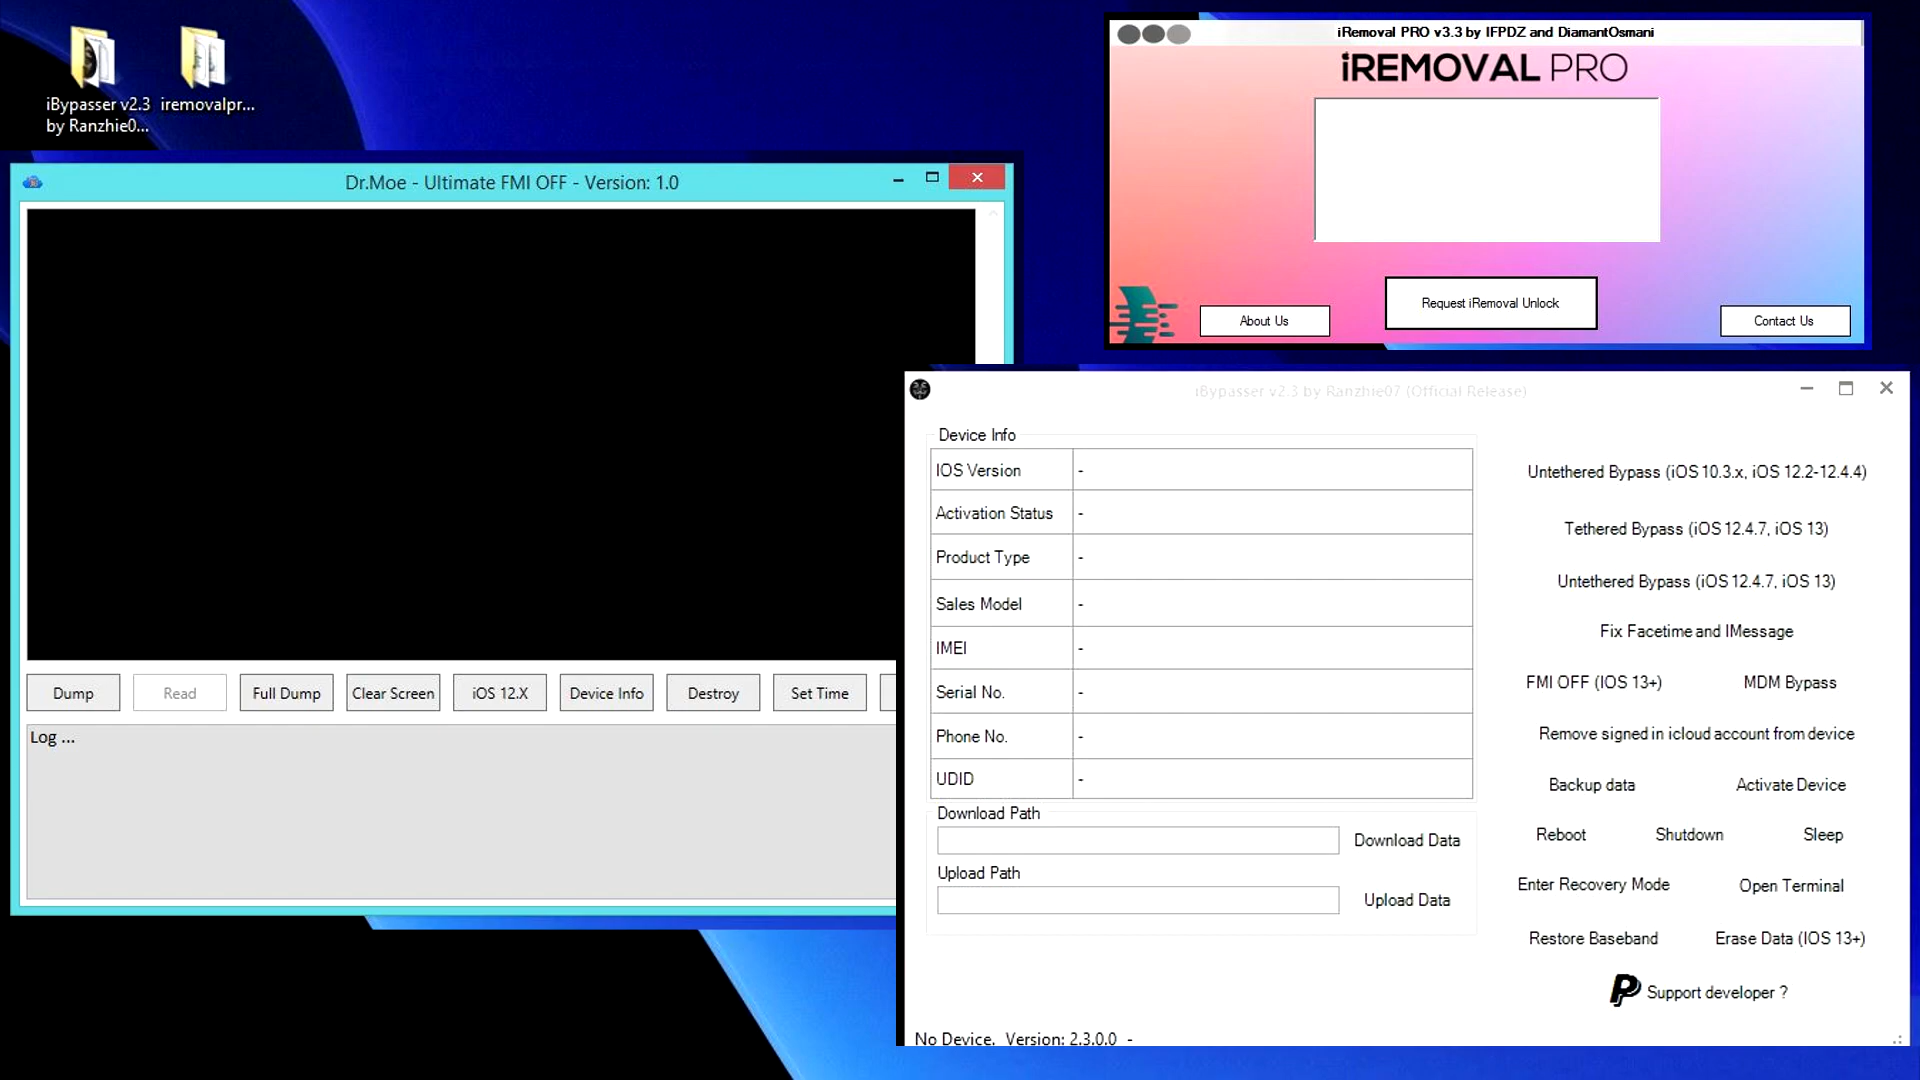 iBypasser v2.3
by Ranzhie0...
iremovalpr...
Dr.Moe - Ultimate FMI OFF - Version: 1.0
Dump
Read
Full Dump
Clear Screen
iOS 12.X
Device Info
Destroy
Set Time
Log ...
iRemoval PRO v3.3 by IFPDZ and DiamantOsmani
iREMOVAL PRO
Request iRemoval Unlock
About Us
Contact Us
iBypasser v2.3 by Ranzhie07 (Official Release)
Device Info
IOS Version -
Activation Status -
Product Type -
Sales Model -
IMEI -
Serial No. -
Phone No. -
UDID -
Download Path
Download Data
Upload Path
Upload Data
Untethered Bypass (iOS 10.3.x, iOS 12.2-12.4.4)
Tethered Bypass (iOS 12.4.7, iOS 13)
Untethered Bypass (iOS 12.4.7, iOS 13)
Fix Facetime and IMessage
FMI OFF (IOS 13+)
MDM Bypass
Remove signed in icloud account from device
Backup data
Activate Device
Reboot
Shutdown
Sleep
Enter Recovery Mode
Open Terminal
Restore Baseband
Erase Data (IOS 13+)
Support developer ?
No Device. Version: 2.3.0.0 -